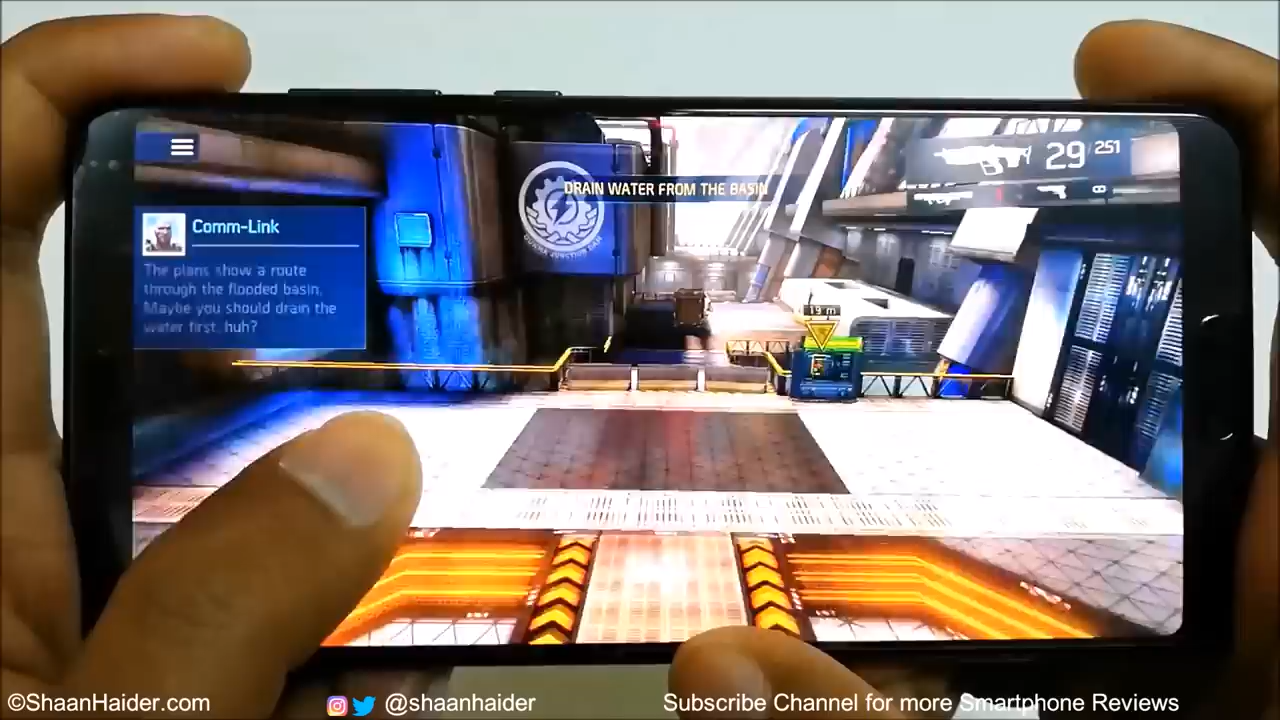 DRAIN WATER FROM THE BASIN
29 251
Comm-Link
The plans show a route
through the flooded basin.
Maybe you should drain the
water first, huh?
19 m
©ShaanHaider.com
@shaanhaider
Subscribe Channel for more Smartphone Reviews